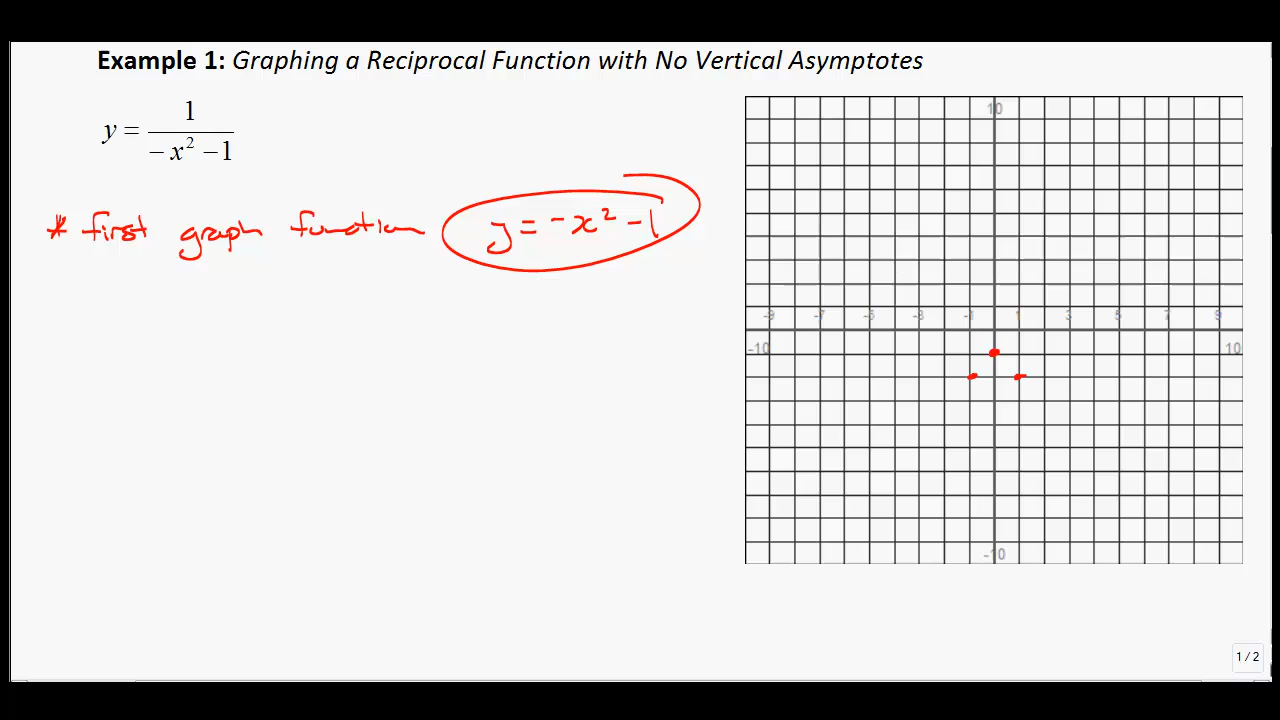 Example 1: Graphing a Reciprocal Function with No Vertical Asymptotes
y = 1 / (-x² - 1)
* first graph function y = -x² - 1
10
-9 -7 -5 -3 -1 1 3 5 9
-10 10
-10
1 / 2